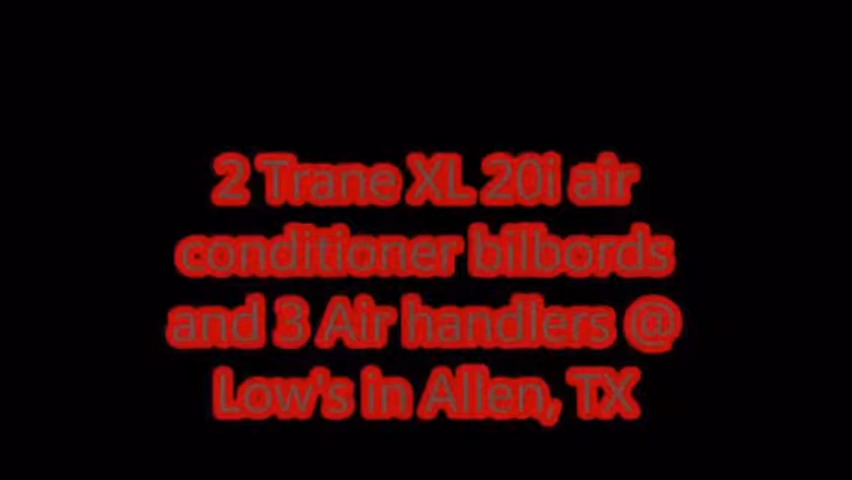 2 Trane XL 20i air
conditioner bilbords
and 3 Air handlers @
Low's in Allen, TX